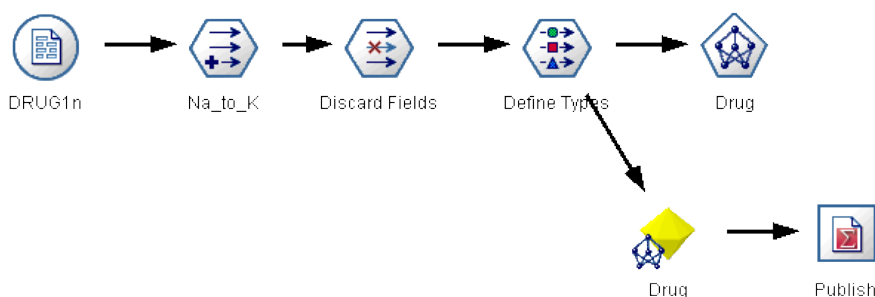 DRUG1n
Na_to_K
Discard Fields
Define Types
Drug
Drug
Publish